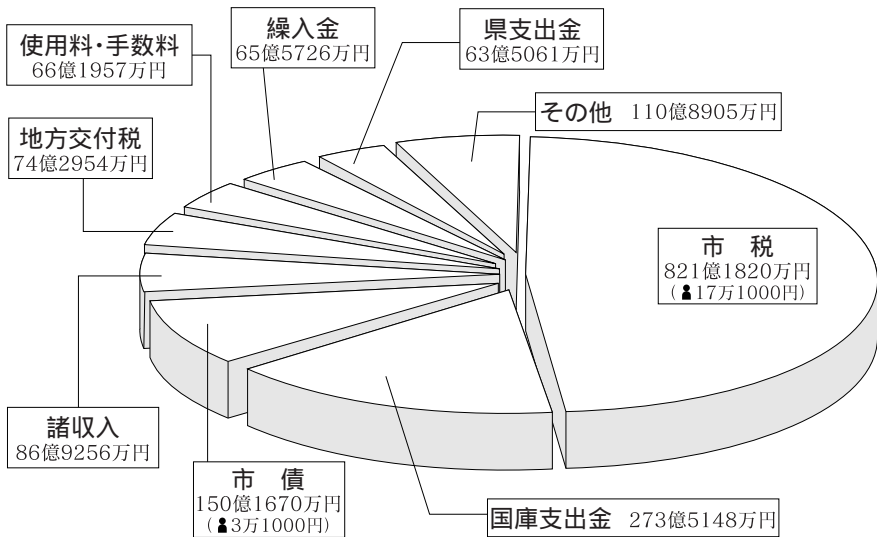 繰入金
65億5726万円
県支出金
63億5061万円
使用料・手数料
66億1957万円
その他 110億8905万円
地方交付税
74億2954万円
市 税
821億1820万円
(17万1000円)
諸収入
86億9256万円
市 債
150億1670万円
(3万1000円)
国庫支出金 273億5148万円